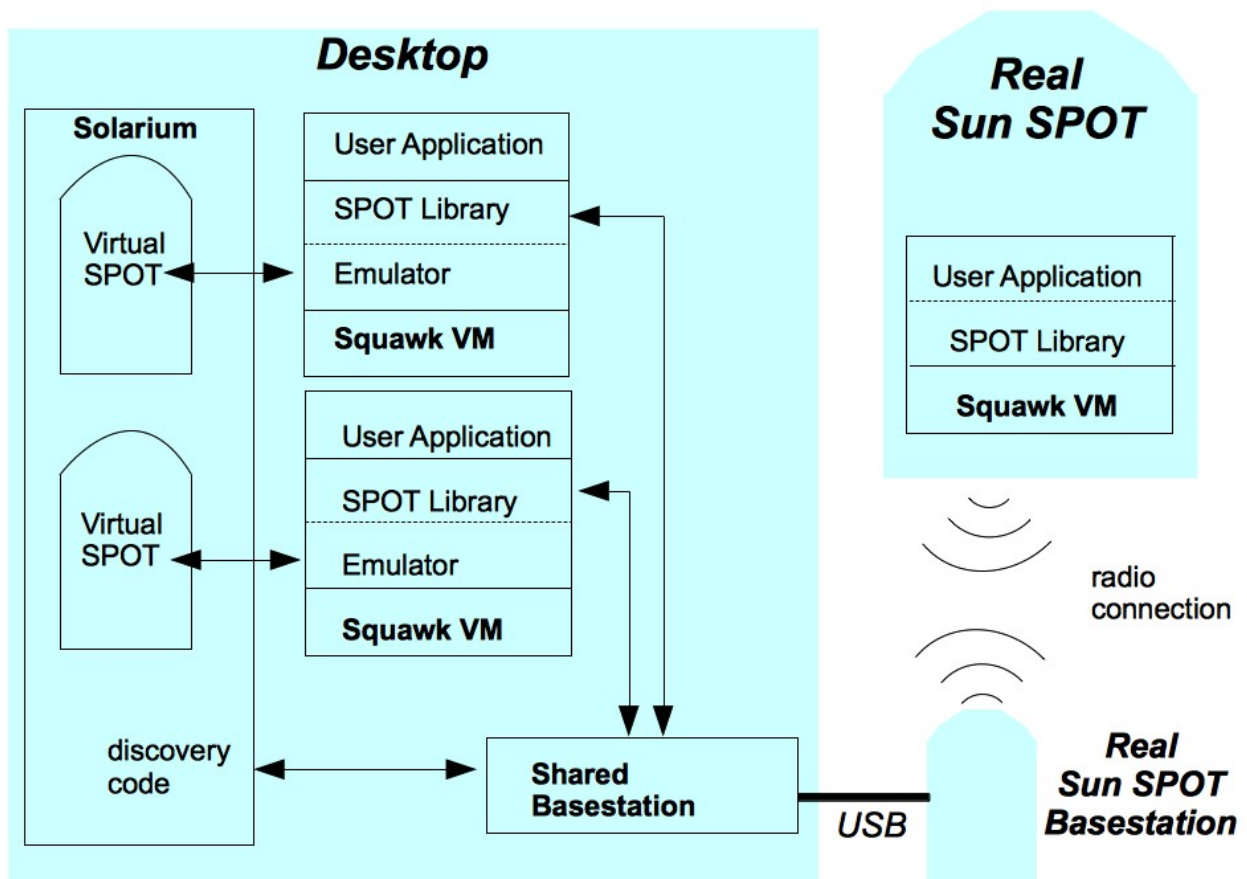 Desktop
Solarium
Virtual
SPOT
User Application
SPOT Library
Emulator
Squawk VM
Virtual
SPOT
User Application
SPOT Library
Emulator
Squawk VM
discovery
code
Shared
Basestation
USB
Real
Sun SPOT
User Application
SPOT Library
Squawk VM
radio
connection
Real
Sun SPOT
Basestation